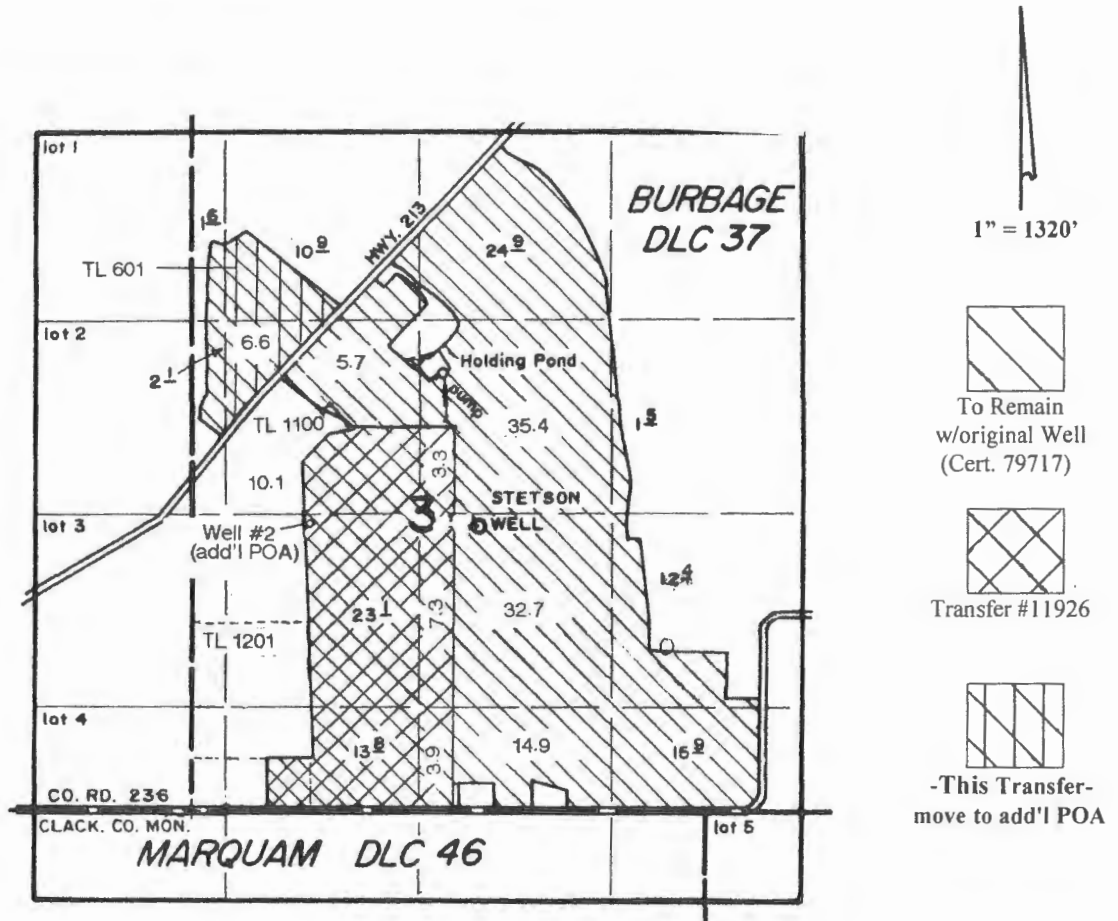 lot 1
BURBAGE
DLC 37
HWY. 213
1 6
10 9
24 9
TL 601
lot 2
6.6
5.7
2 1
Holding Pond
pump
TL 1100
35.4
1 5
3.3
10.1
3
STETSON
WELL
lot 3
Well #2
(add'l POA)
12 4
23 1
7.3
32.7
TL 1201
lot 4
13 8
3.9
14.9
15 9
CO. RD. 236
CLACK. CO. MON.
lot 5
MARQUAM DLC 46
1" = 1320'
To Remain
w/original Well
(Cert. 79717)
Transfer #11926
-This Transfer-
move to add'l POA